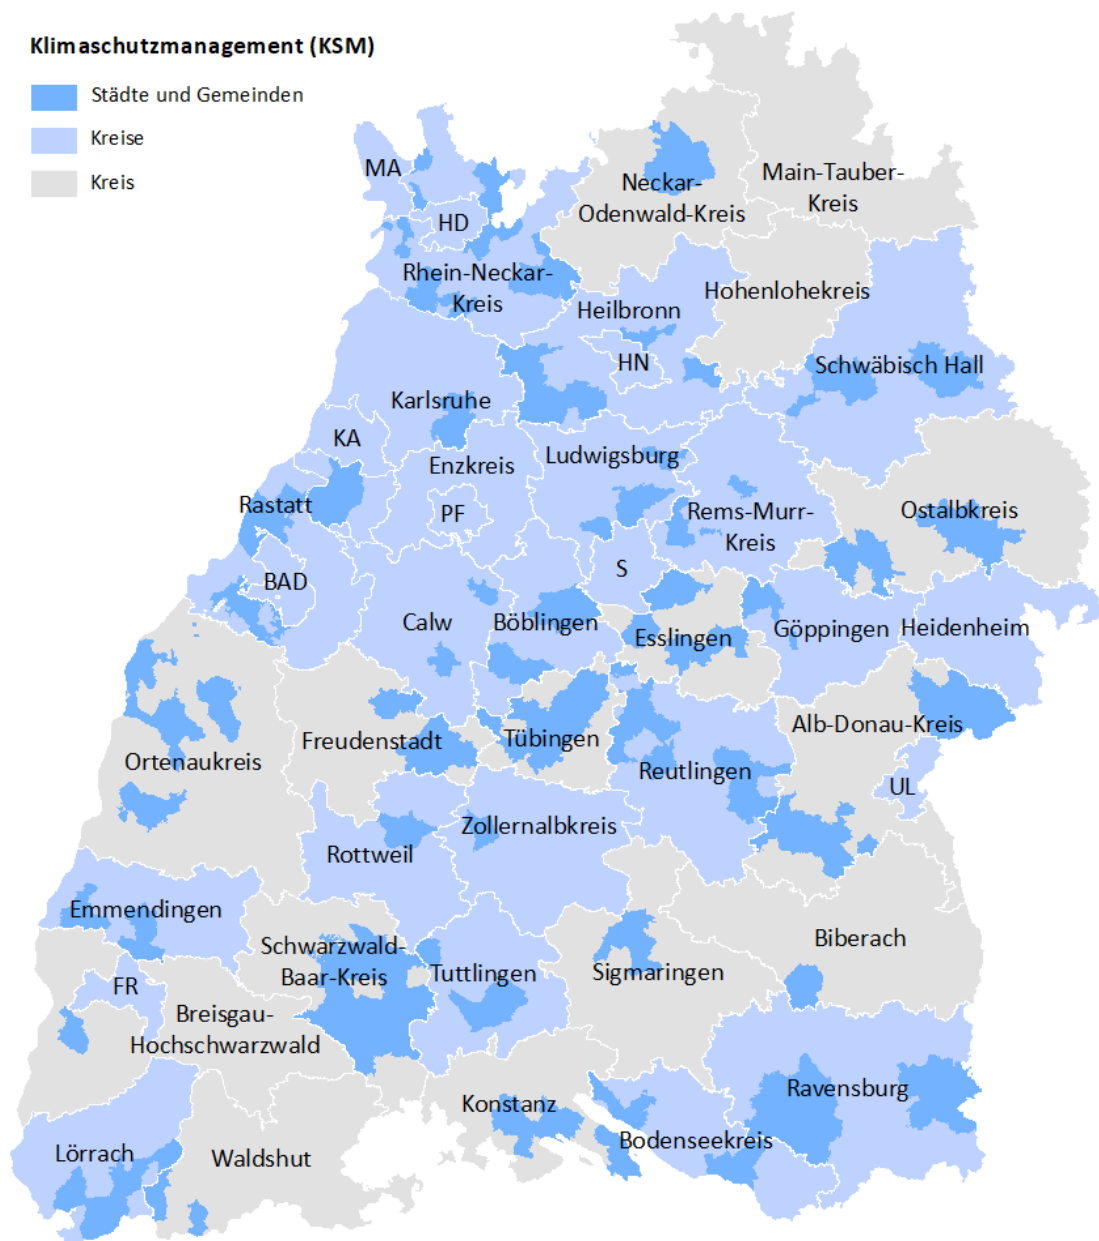 Klimaschutzmanagement (KSM)
Städte und Gemeinden
Kreise
Kreis
MA
Neckar-
Odenwald-Kreis
Main-Tauber-
Kreis
HD
Rhein-Neckar-
Kreis
Heilbronn
Hohenlohekreis
HN
Schwäbisch Hall
Karlsruhe
KA
Enzkreis
Ludwigsburg
Rastatt
PF
Rems-Murr-
Kreis
Ostalbkreis
BAD
S
Calw
Böblingen
Esslingen
Göppingen
Heidenheim
Ortenaukreis
Freudenstadt
Tübingen
Reutlingen
Alb-Donau-Kreis
UL
Rottweil
Zollernalbkreis
Emmendingen
Schwarzwald-
Baar-Kreis
Tuttlingen
Sigmaringen
Biberach
FR
Breisgau-
Hochschwarzwald
Konstanz
Ravensburg
Bodenseekreis
Lörrach
Waldshut